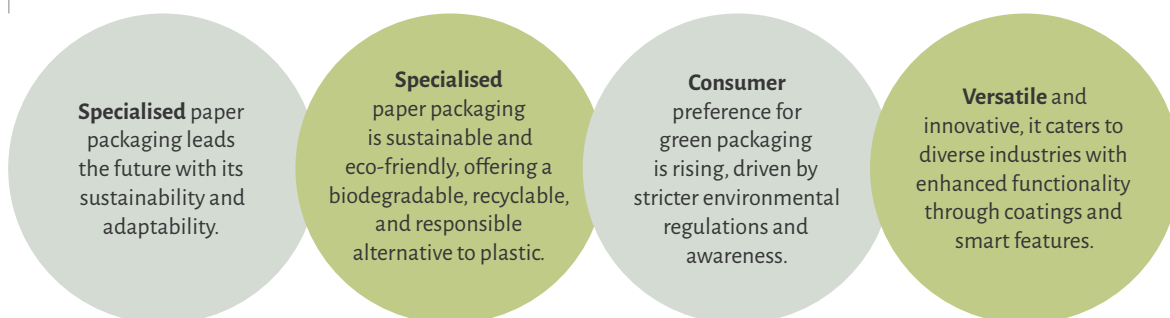 Specialised paper
packaging leads
the future with its
sustainability and
adaptability.
Specialised
paper packaging
is sustainable and
eco-friendly, offering a
biodegradable, recyclable,
and responsible
alternative to plastic.
Consumer
preference for
green packaging
is rising, driven by
stricter environmental
regulations and
awareness.
Versatile and
innovative, it caters to
diverse industries with
enhanced functionality
through coatings and
smart features.